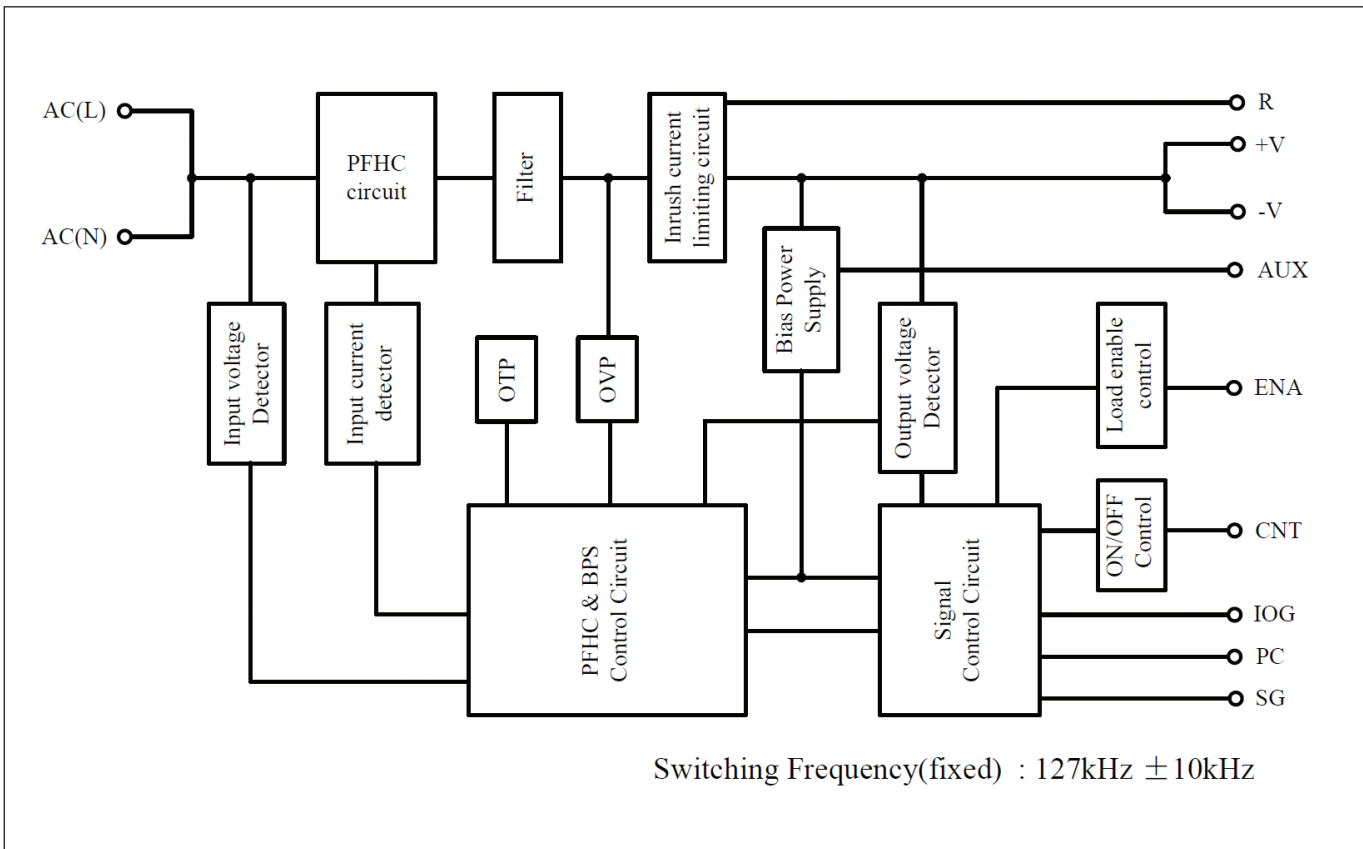 AC(L)
AC(N)
PFHC
circuit
Filter
Inrush current
limiting circuit
R
+V
-V
AUX
Bias Power
Supply
Input voltage
Detector
Input current
detector
OTP
OVP
Output voltage
Detector
Load enable
control
ENA
ON/OFF
Control
CNT
PFHC & BPS
Control Circuit
Signal
Control Circuit
IOG
PC
SG
Switching Frequency(fixed) : 127kHz ±10kHz